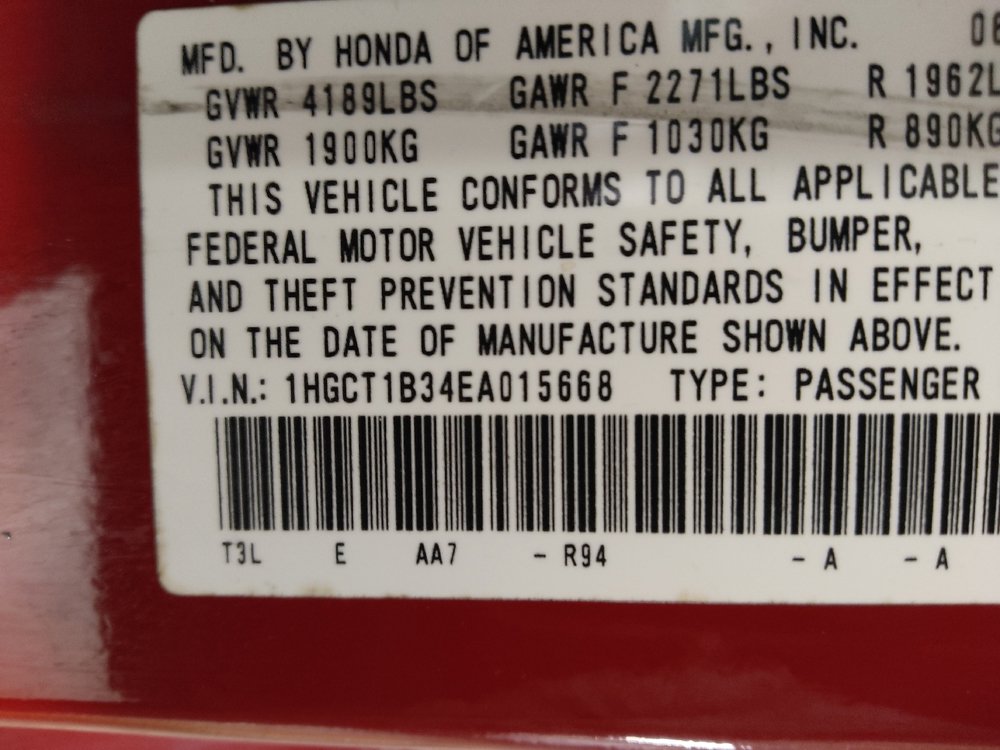 MFD. BY HONDA OF AMERICA MFG., INC. 06
GVWR 4189LBS GAWR F 2271LBS R 1962L
GVWR 1900KG GAWR F 1030KG R 890KG
THIS VEHICLE CONFORMS TO ALL APPLICABLE
FEDERAL MOTOR VEHICLE SAFETY, BUMPER,
AND THEFT PREVENTION STANDARDS IN EFFECT
ON THE DATE OF MANUFACTURE SHOWN ABOVE.
V.I.N.: 1HGCT1B34EA015668 TYPE: PASSENGER
T3L E AA7 - R94 - A - A